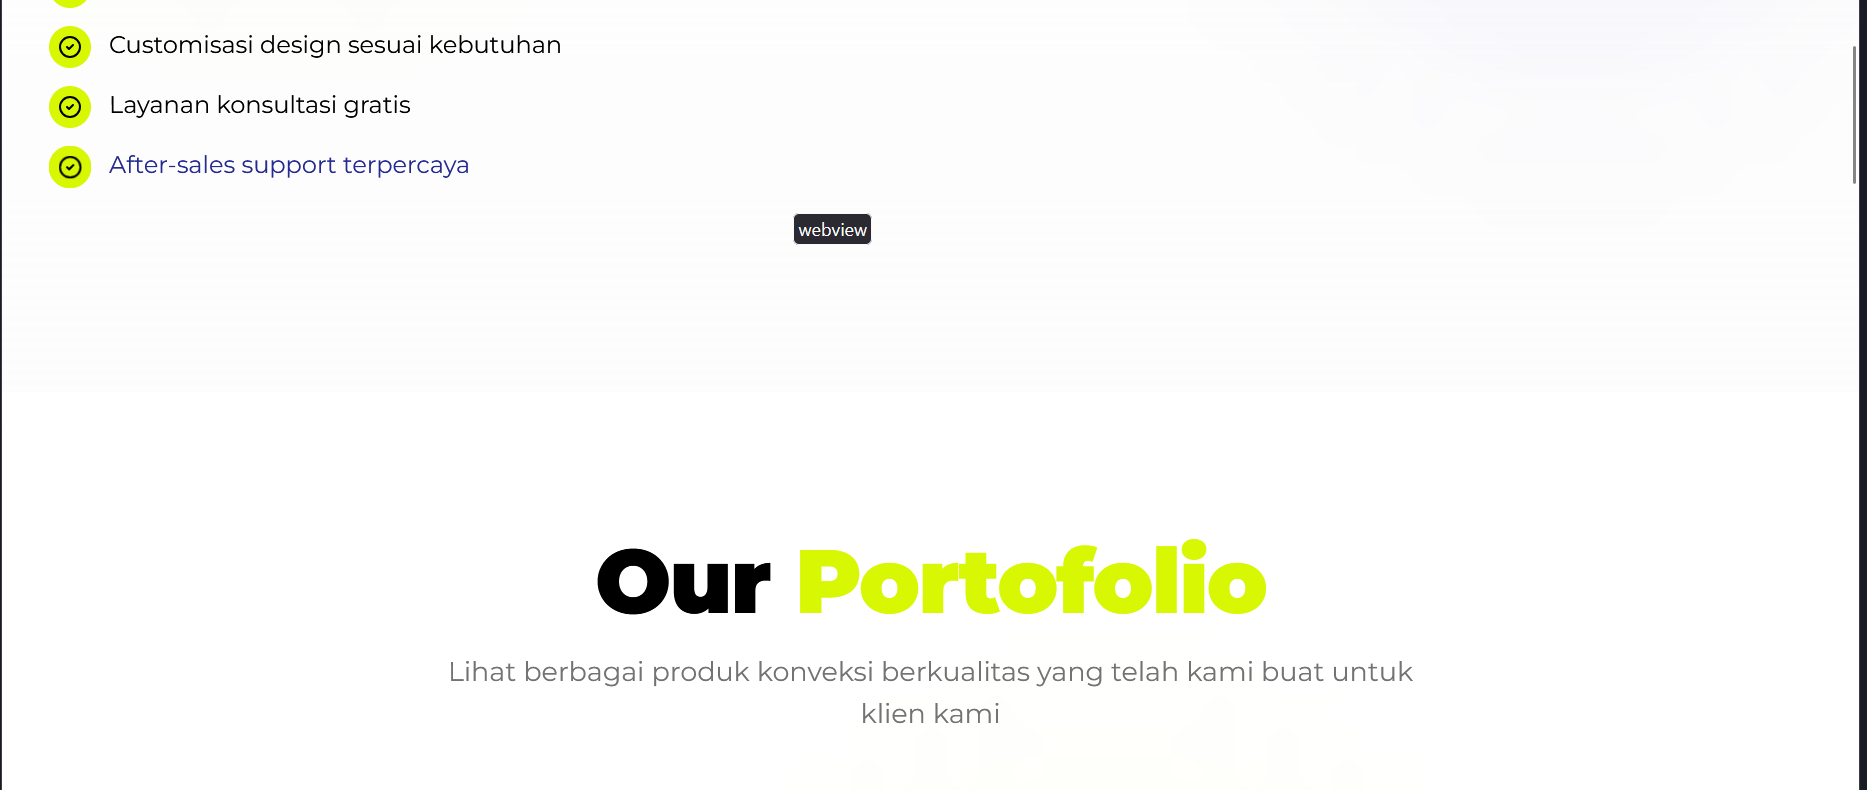 Customisasi design sesuai kebutuhan
Layanan konsultasi gratis
After-sales support terpercaya
webview
Our Portofolio
Lihat berbagai produk konveksi berkualitas yang telah kami buat untuk
klien kami